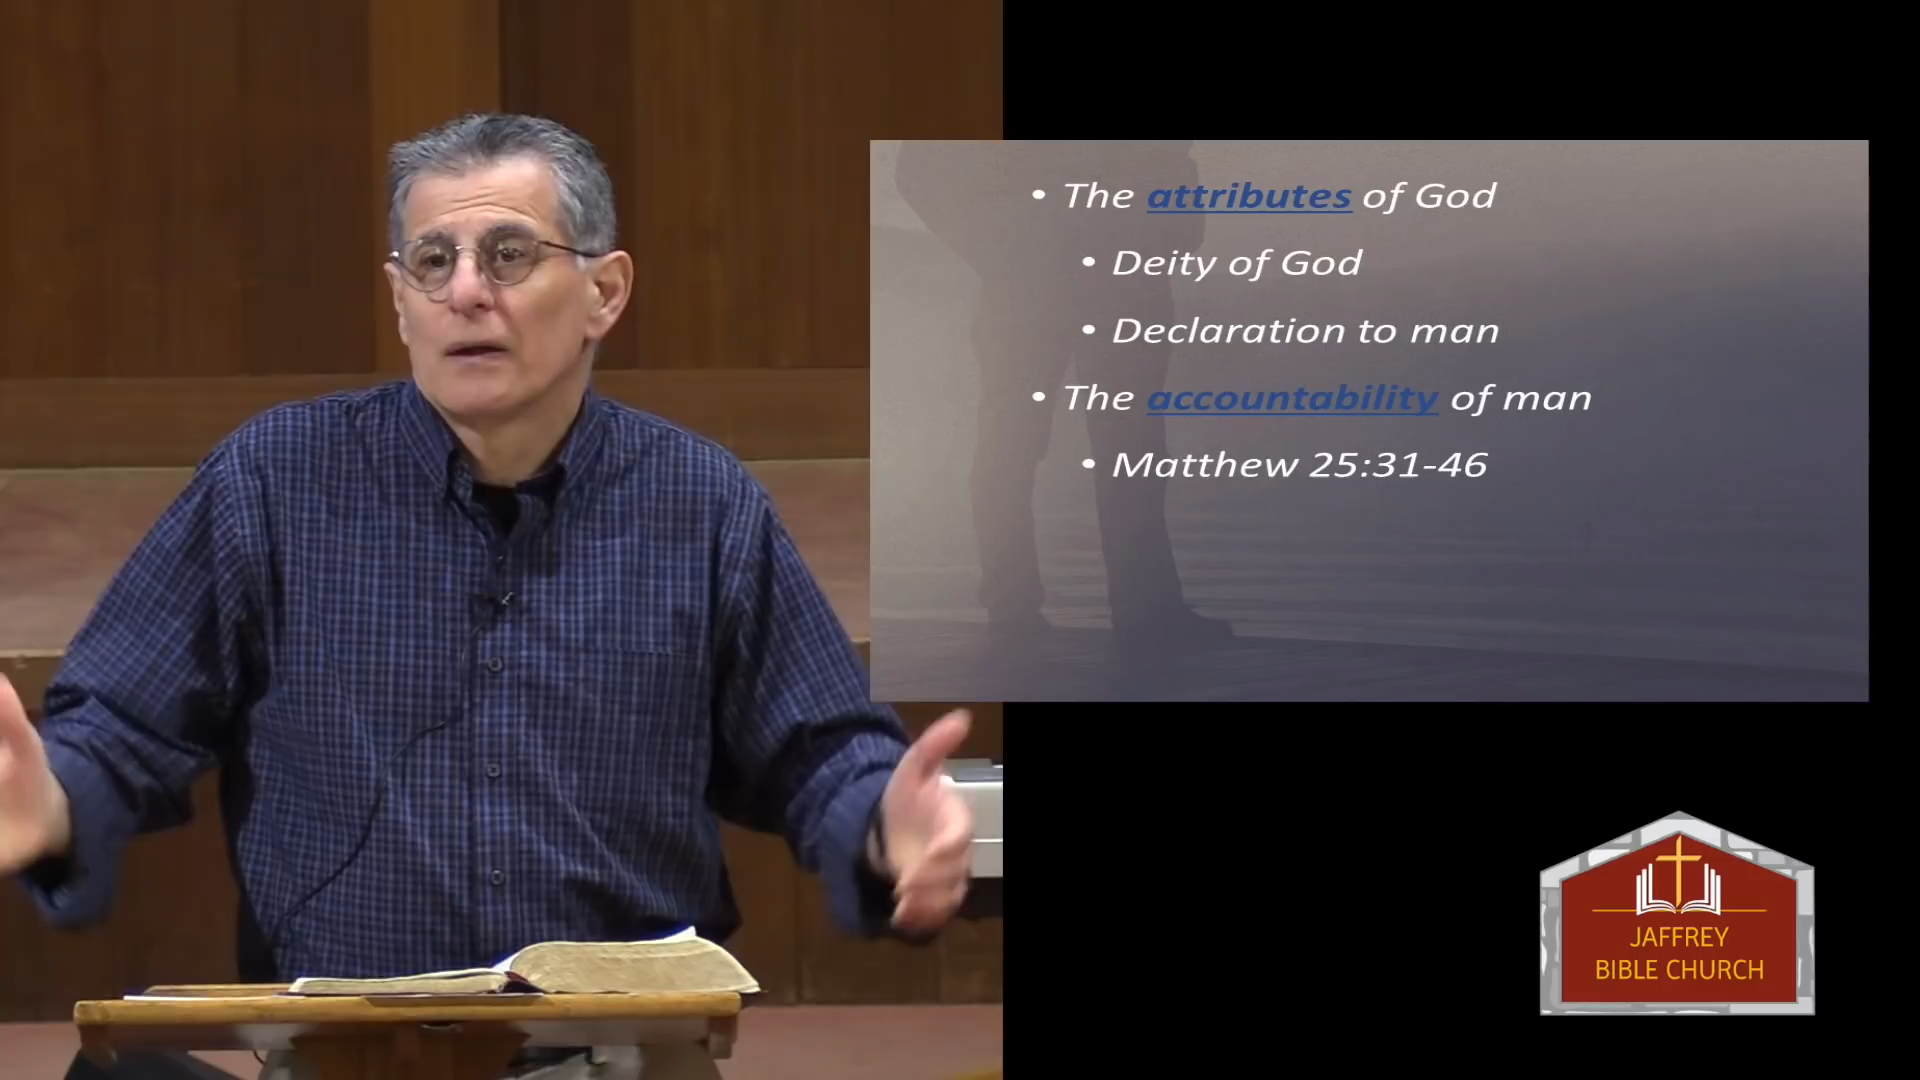 • The attributes of God
• Deity of God
• Declaration to man
• The accountability of man
• Matthew 25:31-46
JAFFREY
BIBLE CHURCH